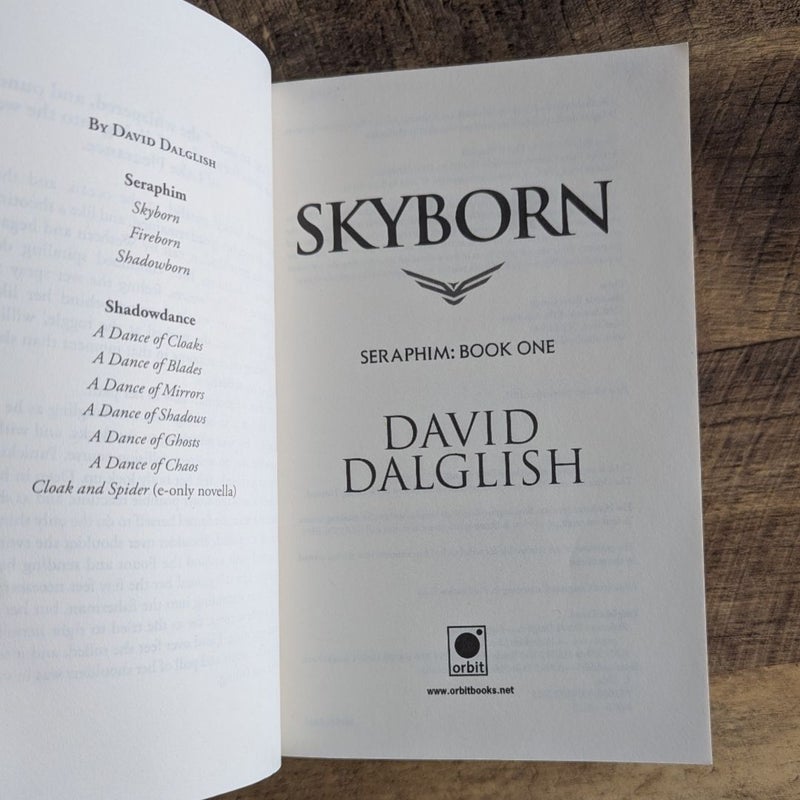 By David Dalglish
Seraphim
Skyborn
Fireborn
Shadowborn
Shadowdance
A Dance of Cloaks
A Dance of Blades
A Dance of Mirrors
A Dance of Shadows
A Dance of Ghosts
A Dance of Chaos
Cloak and Spider (e-only novella)
SKYBORN
SERAPHIM: BOOK ONE
DAVID
DALGLISH
orbit
www.orbitbooks.net